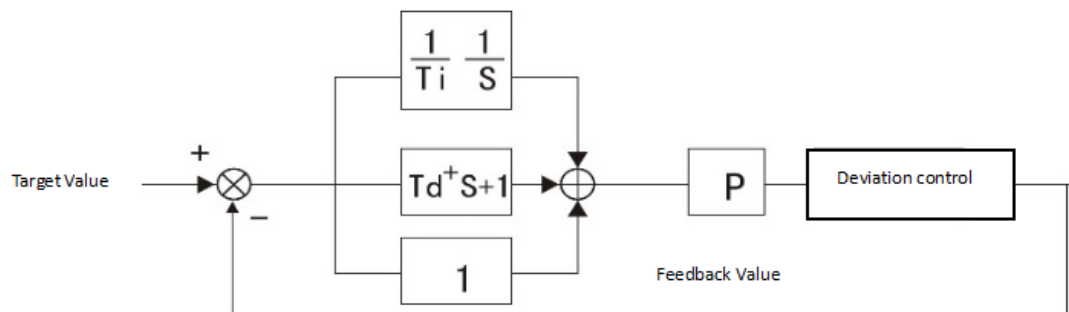 1 1
Ti S
+
Target Value
Td+S+1
P
Deviation control
−
1
Feedback Value